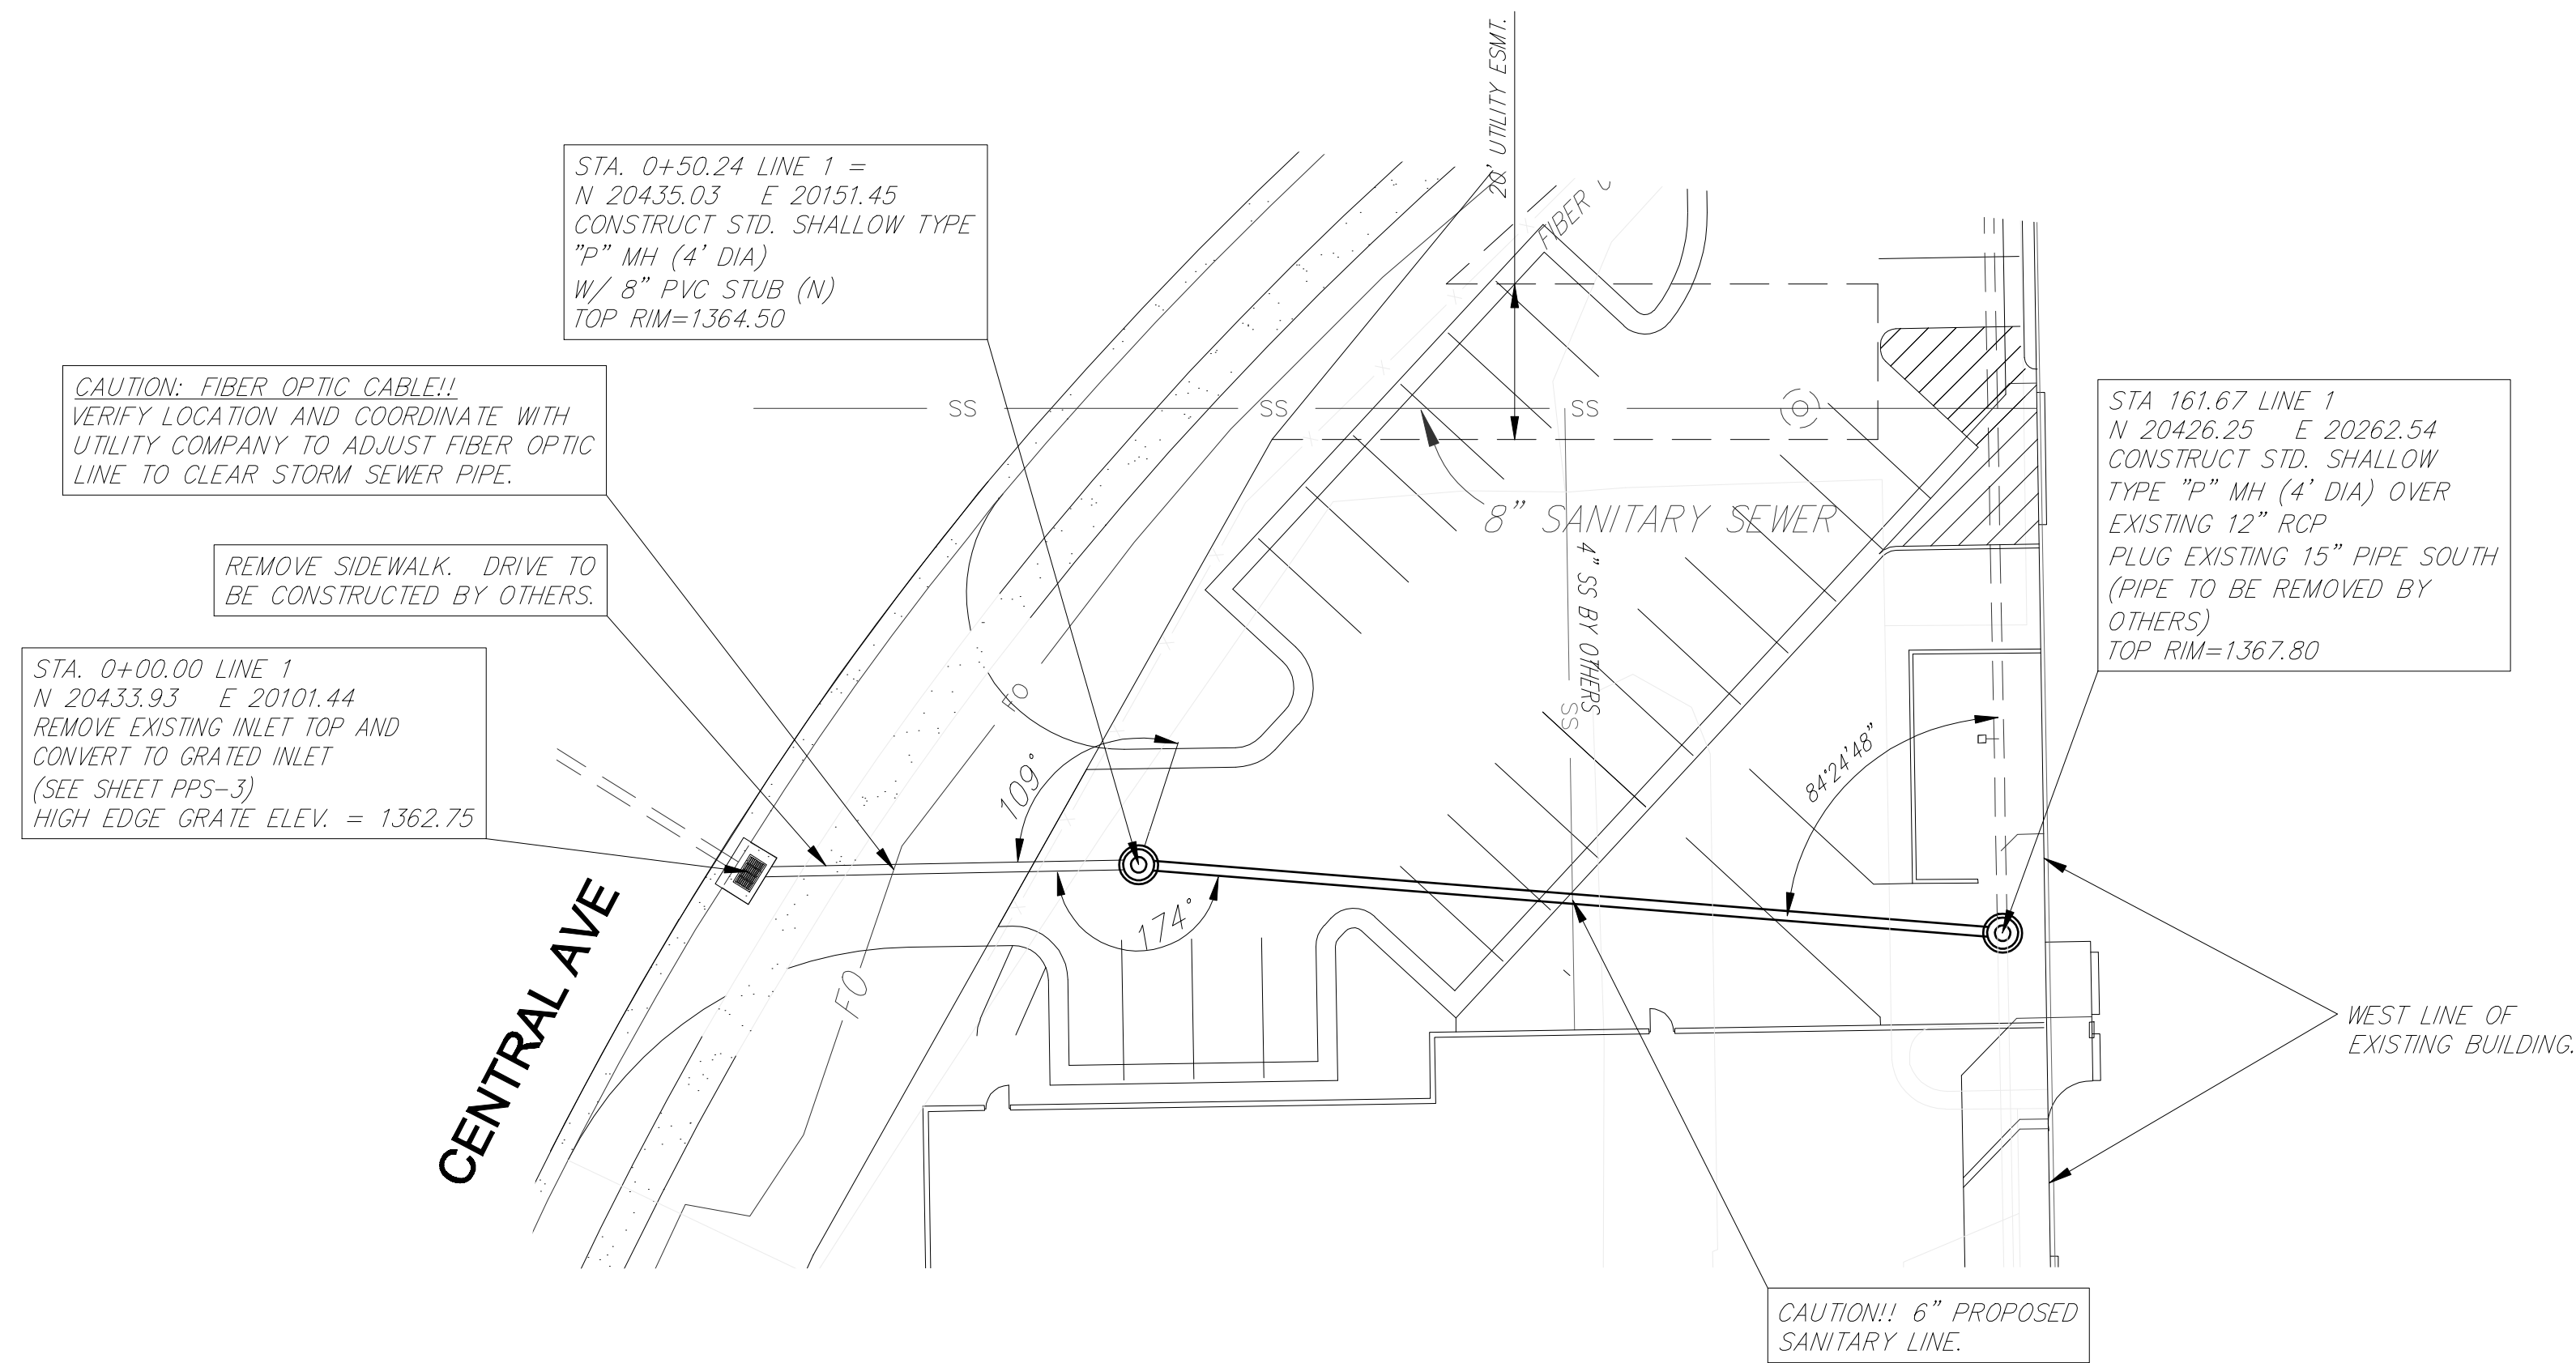 20' UTILITY ESMT.
STA. 0+50.24 LINE 1 =
N 20435.03   E 20151.45
CONSTRUCT STD. SHALLOW TYPE
"P" MH (4' DIA)
W/ 8" PVC STUB (N)
TOP RIM=1364.50
FIBER
CAUTION: FIBER OPTIC CABLE!!
VERIFY LOCATION AND COORDINATE WITH
UTILITY COMPANY TO ADJUST FIBER OPTIC
LINE TO CLEAR STORM SEWER PIPE.
SS
SS
SS
STA 161.67 LINE 1
N 20426.25   E 20262.54
CONSTRUCT STD. SHALLOW
TYPE "P" MH (4' DIA) OVER
EXISTING 12" RCP
PLUG EXISTING 15" PIPE SOUTH
(PIPE TO BE REMOVED BY
OTHERS)
TOP RIM=1367.80
8" SANITARY SEWER
4" SS BY OTHERS
SS
REMOVE SIDEWALK.  DRIVE TO
BE CONSTRUCTED BY OTHERS.
STA. 0+00.00 LINE 1
N 20433.93   E 20101.44
REMOVE EXISTING INLET TOP AND
CONVERT TO GRATED INLET
(SEE SHEET PPS-3)
HIGH EDGE GRATE ELEV. = 1362.75
FO
109°
84°24'48"
174°
FO
CENTRAL AVE
WEST LINE OF
EXISTING BUILDING.
CAUTION!! 6" PROPOSED
SANITARY LINE.